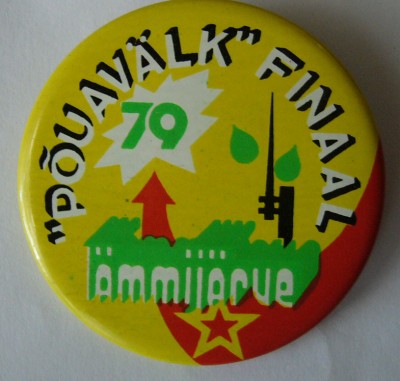 "PÕUAVÄLK" FINAAL
79
lämmijärve